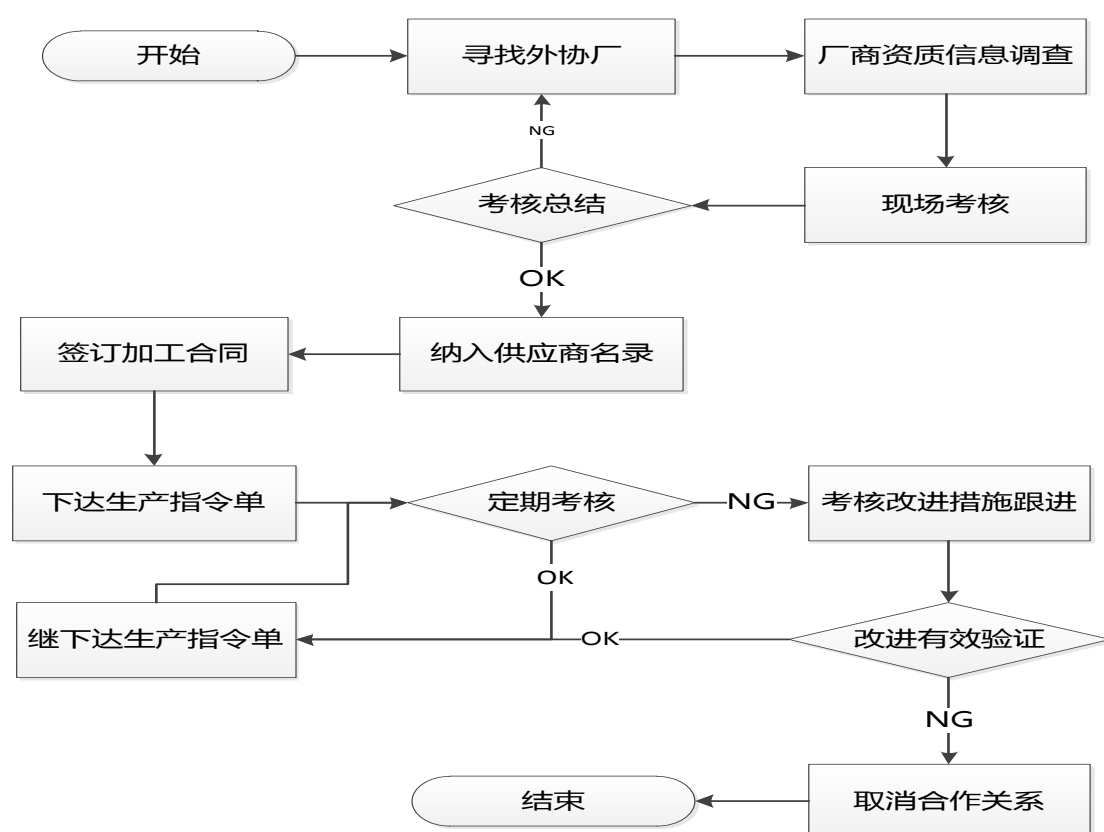 开始
寻找外协厂
厂商资质信息调查
NG
考核总结
现场考核
OK
签订加工合同
纳入供应商名录
下达生产指令单
定期考核
NG
考核改进措施跟进
OK
继下达生产指令单
OK
改进有效验证
NG
结束
取消合作关系